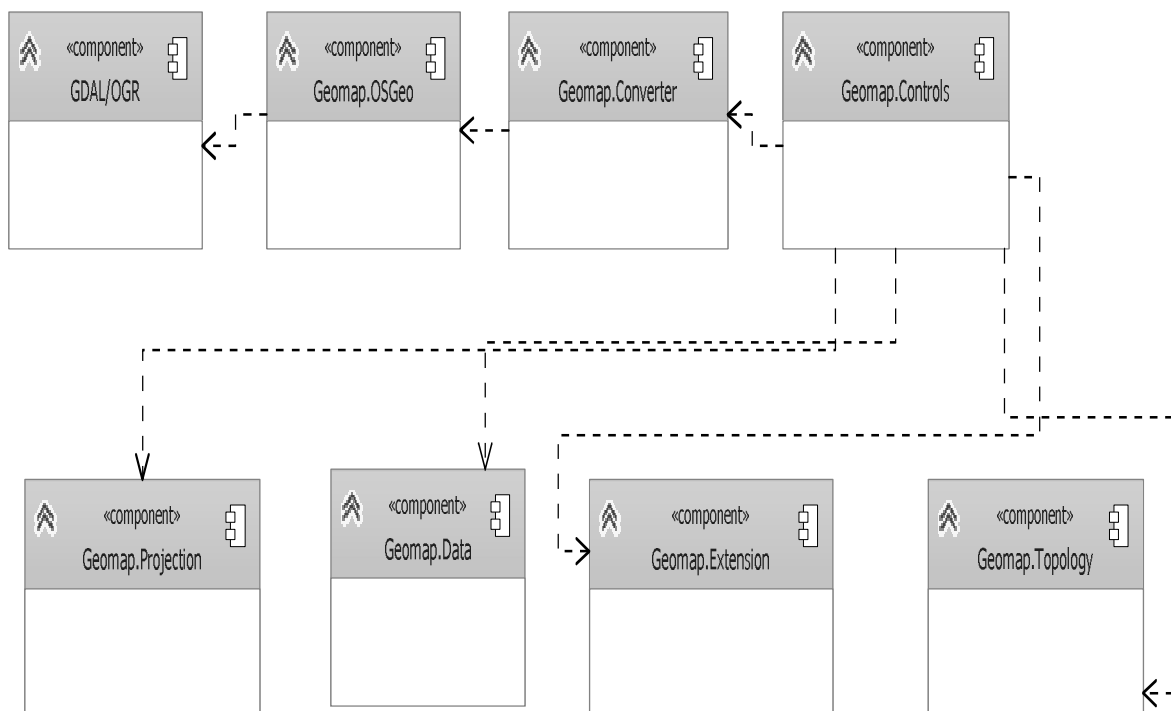 «component»
GDAL/OGR
«component»
Geomap.OSGeo
«component»
Geomap.Converter
«component»
Geomap.Controls
«component»
Geomap.Projection
«component»
Geomap.Data
«component»
Geomap.Extension
«component»
Geomap.Topology